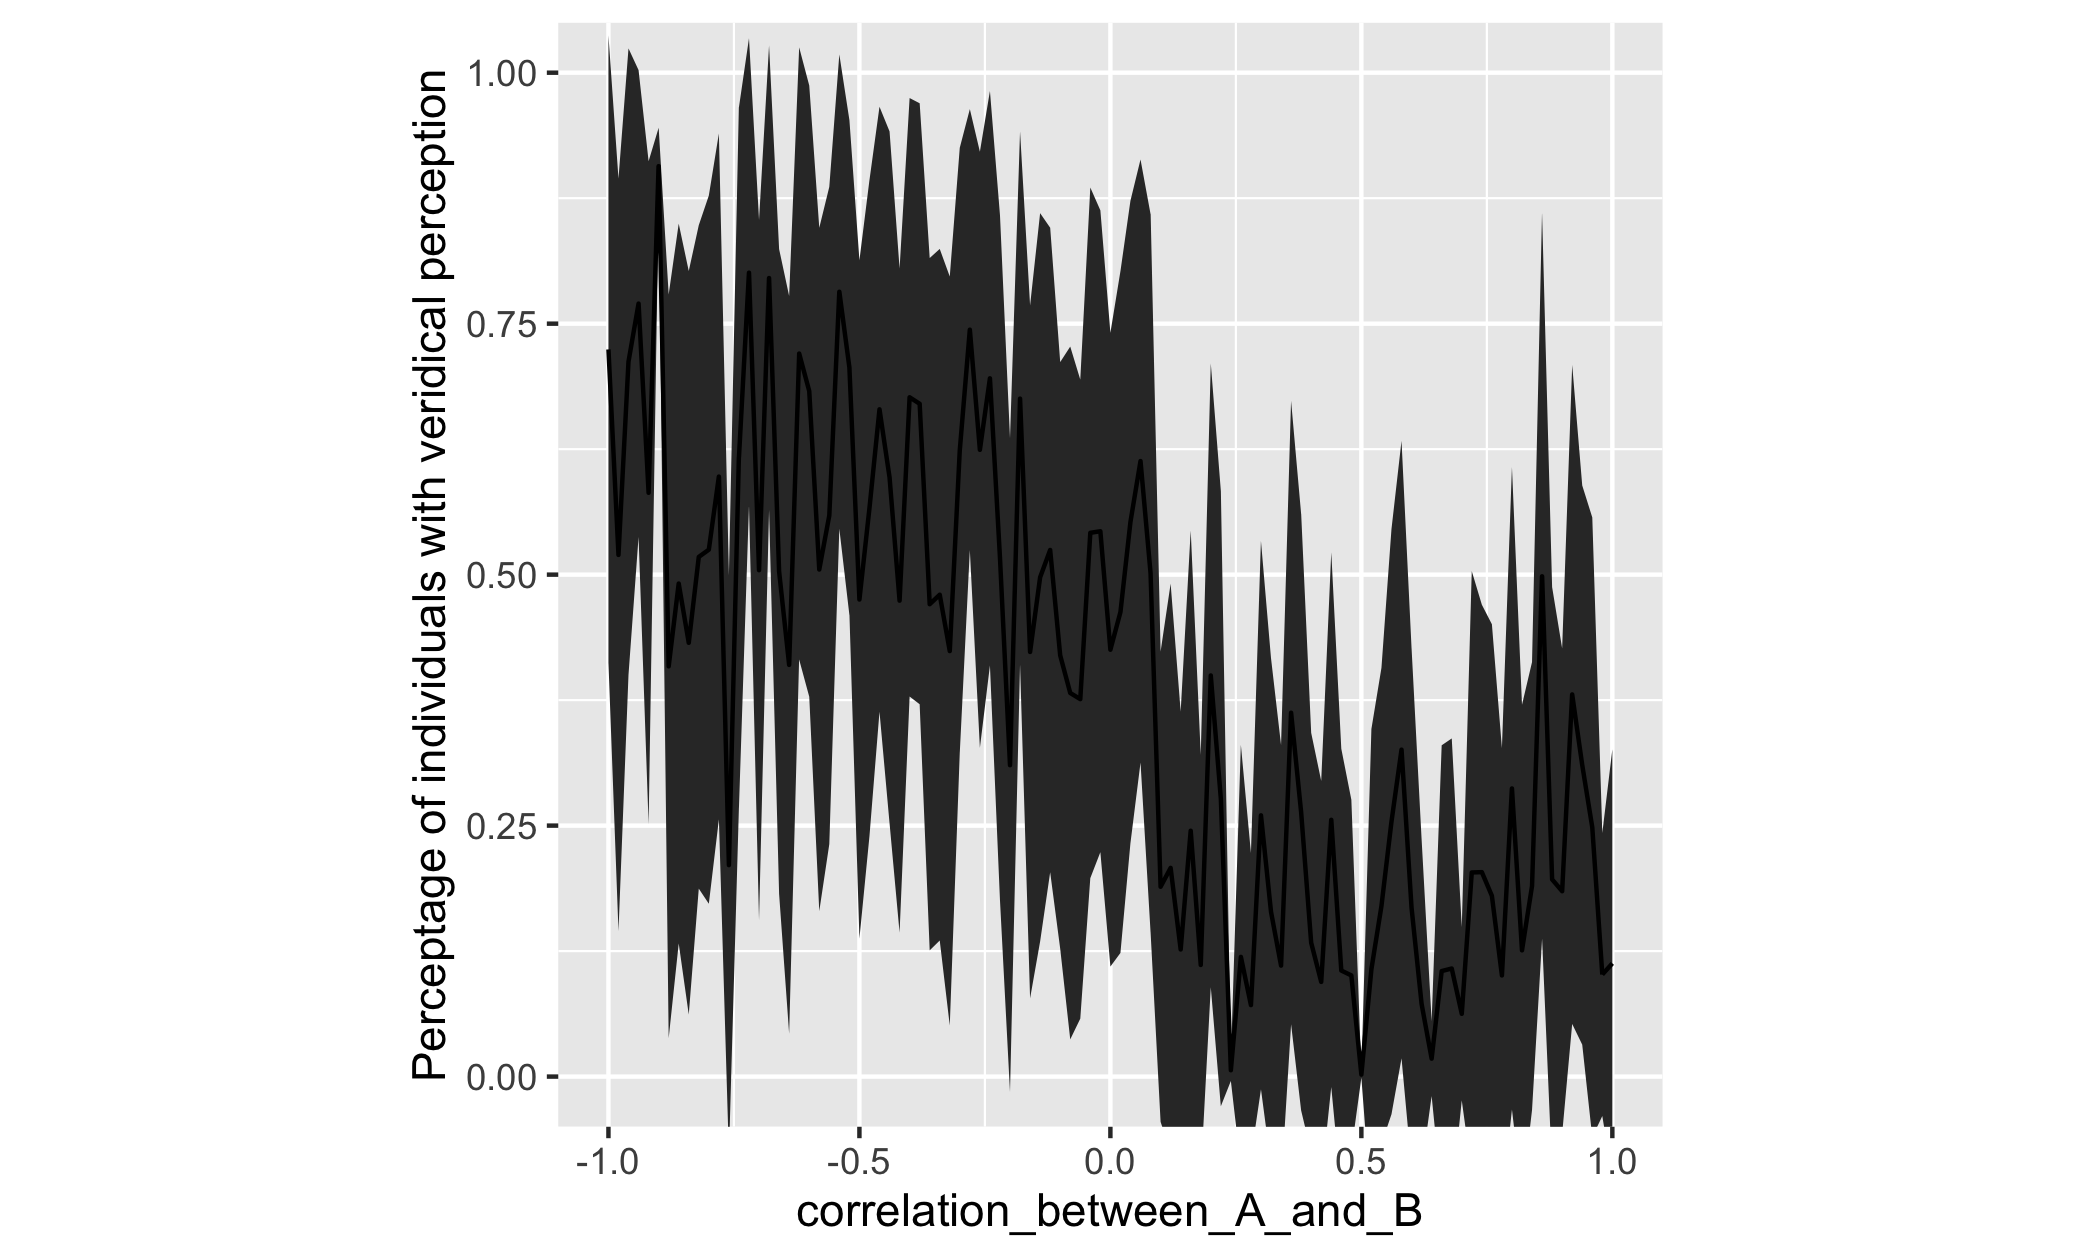 Perceptage of individuals with veridical perception
1.00
0.75
0.50
0.25
0.00
-1.0 -0.5 0.0 0.5 1.0
correlation_between_A_and_B